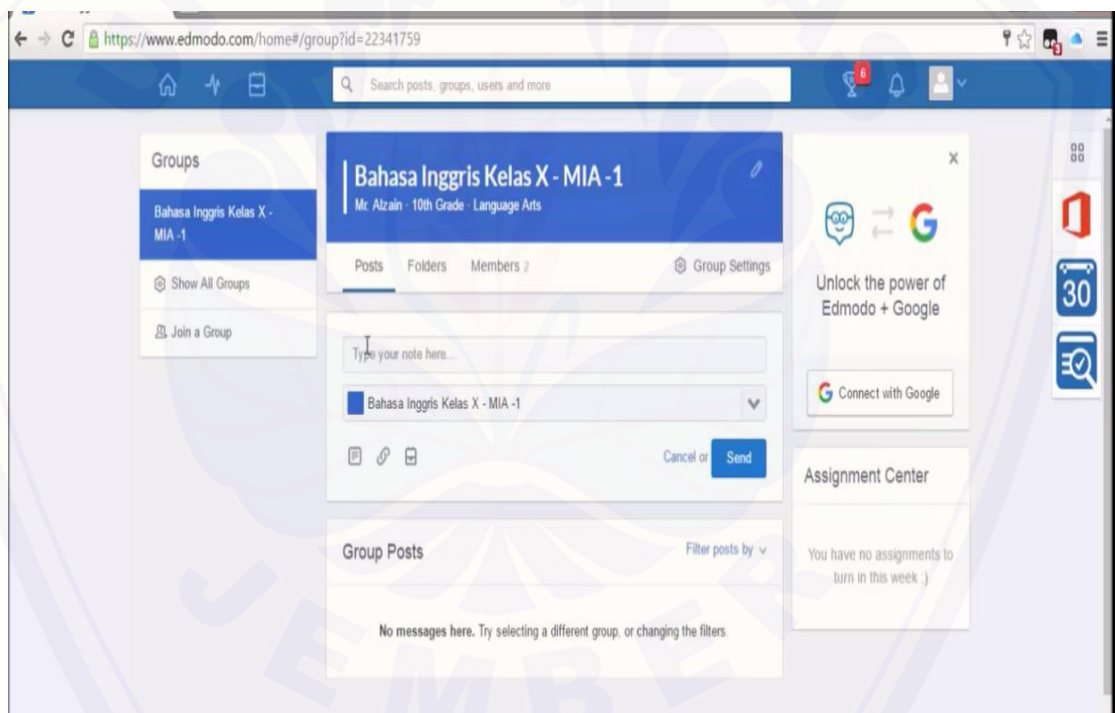 https://www.edmodo.com/home#/group?id=22341759
Search posts, groups, users and more
6
Groups
Bahasa Inggris Kelas X -
MIA -1
Show All Groups
Join a Group
Bahasa Inggris Kelas X - MIA -1
Mr. Alzain · 10th Grade · Language Arts
Posts Folders Members 2 Group Settings
Type your note here...
Bahasa Inggris Kelas X - MIA -1
Cancel or Send
Group Posts Filter posts by
No messages here. Try selecting a different group, or changing the filters.
Unlock the power of
Edmodo + Google
G Connect with Google
Assignment Center
You have no assignments to
turn in this week :)
30
JEMBER